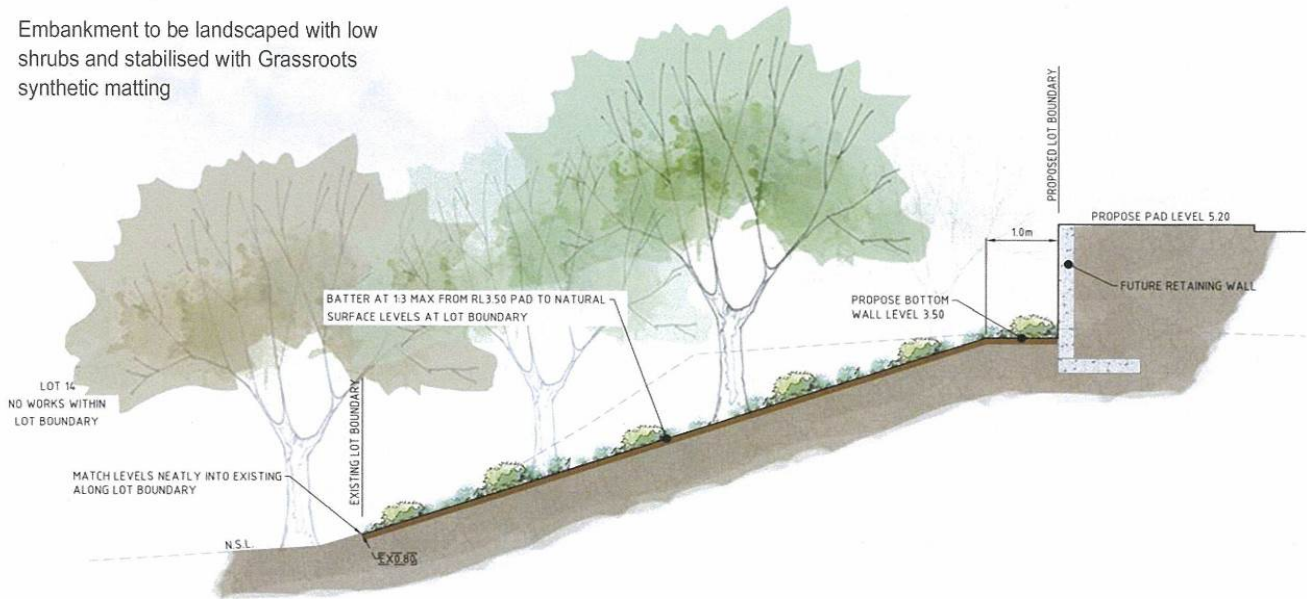 Embankment to be landscaped with low
shrubs and stabilised with Grassroots
synthetic matting
PROPOSED LOT BOUNDARY
PROPOSE PAD LEVEL 5.20
1.0m
FUTURE RETAINING WALL
BATTER AT 1:3 MAX FROM RL3.50 PAD TO NATURAL
SURFACE LEVELS AT LOT BOUNDARY
PROPOSE BOTTOM
WALL LEVEL 3.50
LOT 14
NO WORKS WITHIN
LOT BOUNDARY
EXISTING LOT BOUNDARY
MATCH LEVELS NEATLY INTO EXISTING
ALONG LOT BOUNDARY
N.S.L.